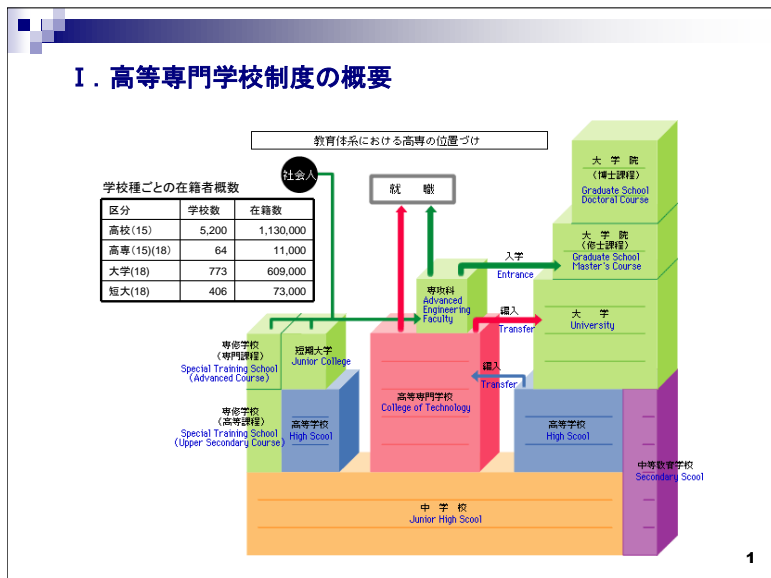 Ⅰ．高等専門学校制度の概要
教育体系における高専の位置づけ
社会人
就　職
学校種ごとの在籍者概数
区分 学校数 在籍数
高校(15) 5,200 1,130,000
高専(15)(18) 64 11,000
大学(18) 773 609,000
短大(18) 406 73,000
大　学　院
（博士課程）
Graduate School
Doctoral Course
大　学　院
（修士課程）
Graduate School
Master's Course
入学
Entrance
専攻科
Advanced
Engineering
Faculty
編入
Transfer
大　学
University
専修学校
（専門課程）
Special Training School
(Advanced Course)
短期大学
Junior College
編入
Transfer
高等専門学校
College of Technology
専修学校
（高等課程）
Special Training School
(Upper Secondary Course)
高等学校
High Scool
高等学校
High Scool
中等教育学校
Secondary Scool
中　学　校
Junior High Scool
1